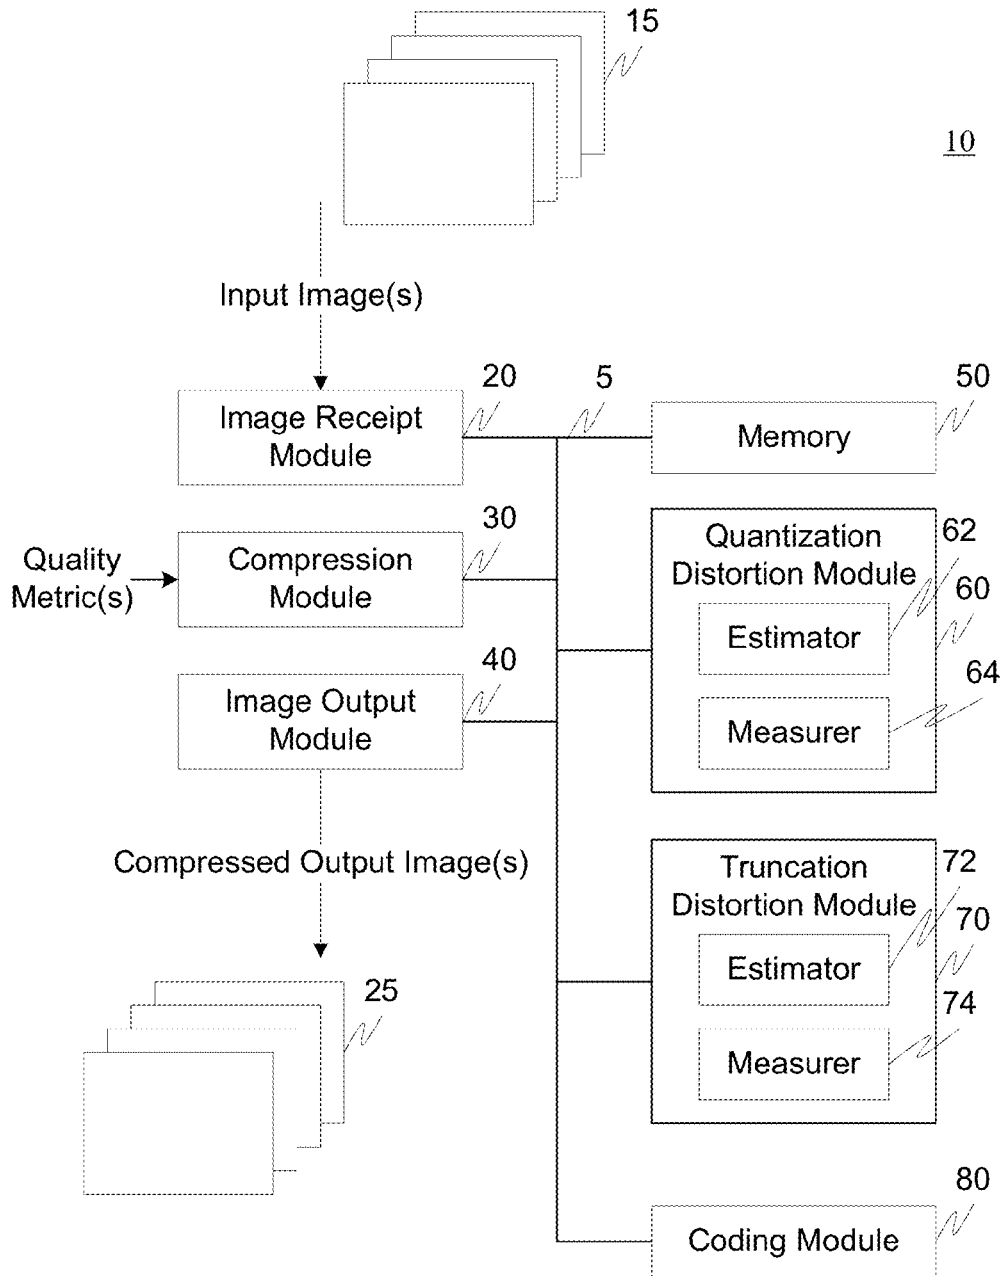 15
10
Input Image(s)
20
5
50
Image Receipt
Module
Memory
30
Quality
Metric(s)
Compression
Module
Quantization
Distortion Module
62
60
Estimator
64
Measurer
40
Image Output
Module
Compressed Output Image(s)
Truncation
Distortion Module
72
70
Estimator
74
Measurer
25
80
Coding Module